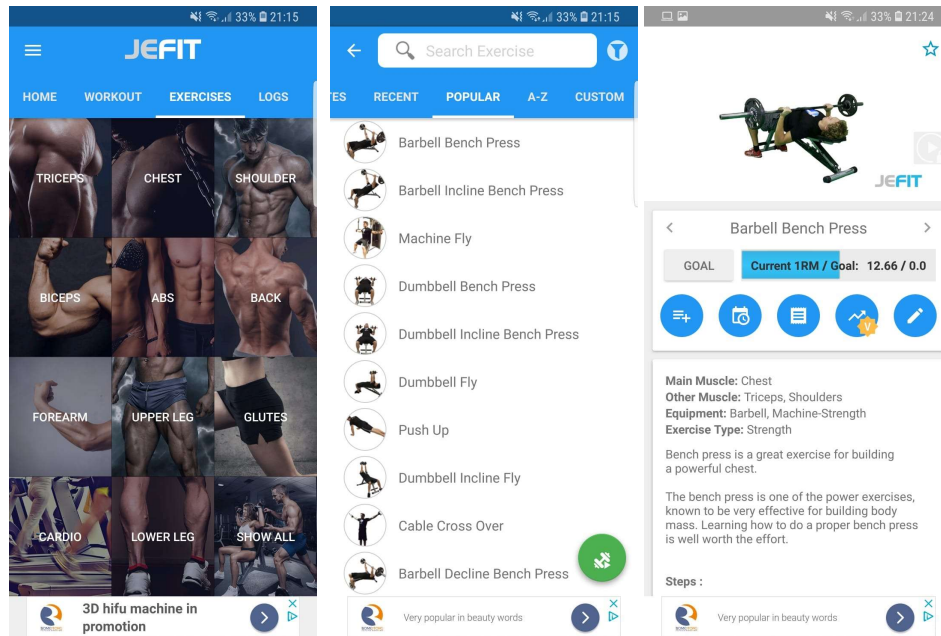 33% 21:15
JEFIT
HOME WORKOUT EXERCISES LOGS
TRICEPS CHEST SHOULDER
BICEPS ABS BACK
FOREARM UPPER LEG GLUTES
CARDIO LOWER LEG SHOW ALL
3D hifu machine in
promotion
33% 21:15
Search Exercise
ES RECENT POPULAR A-Z CUSTOM
Barbell Bench Press
Barbell Incline Bench Press
Machine Fly
Dumbbell Bench Press
Dumbbell Incline Bench Press
Dumbbell Fly
Push Up
Dumbbell Incline Fly
Cable Cross Over
Barbell Decline Bench Press
Very popular in beauty words
33% 21:24
JEFIT
Barbell Bench Press
GOAL Current 1RM / Goal: 12.66 / 0.0
V
Main Muscle: Chest
Other Muscle: Triceps, Shoulders
Equipment: Barbell, Machine-Strength
Exercise Type: Strength
Bench press is a great exercise for building
a powerful chest.
The bench press is one of the power exercises,
known to be very effective for building body
mass. Learning how to do a proper bench press
is well worth the effort.
Steps :
Very popular in beauty words